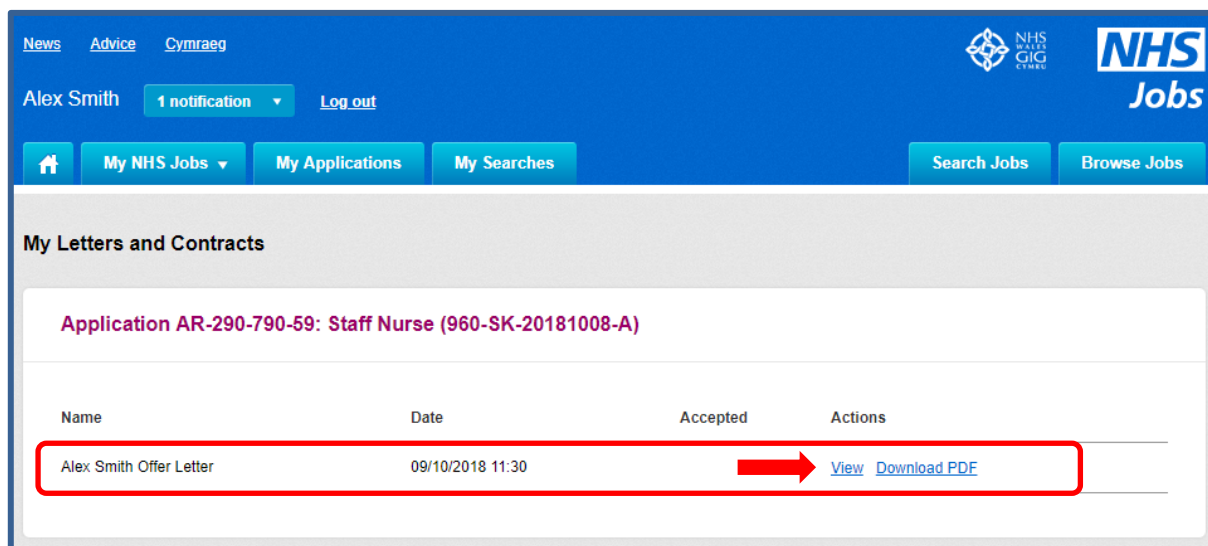 News Advice Cymraeg
NHS
WALES
GIG
CYMRU
NHS
Jobs
Alex Smith 1 notification Log out
My NHS Jobs My Applications My Searches Search Jobs Browse Jobs
My Letters and Contracts
Application AR-290-790-59: Staff Nurse (960-SK-20181008-A)
Name Date Accepted Actions
Alex Smith Offer Letter 09/10/2018 11:30 View Download PDF